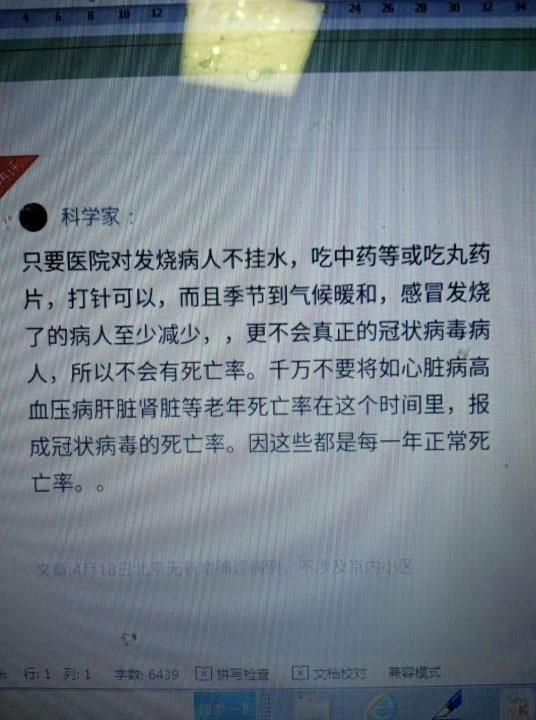 4 6 8 10 12 24 26 28 30 32 34
热评
科学家：
只要医院对发烧病人不挂水，吃中药等或吃丸药
片，打针可以，而且季节到气候暖和，感冒发烧
了的病人至少减少，，更不会真正的冠状病毒病
人，所以不会有死亡率。千万不要将如心脏病高
血压病肝脏肾脏等老年死亡率在这个时间里，报
成冠状病毒的死亡率。因这些都是每一年正常死
亡率。。
文章:4月18日北京无新增确诊病例，不涉及京内小区
行: 1 列: 1 字数: 6439 拼写检查 文档校对 兼容模式
搜索一下